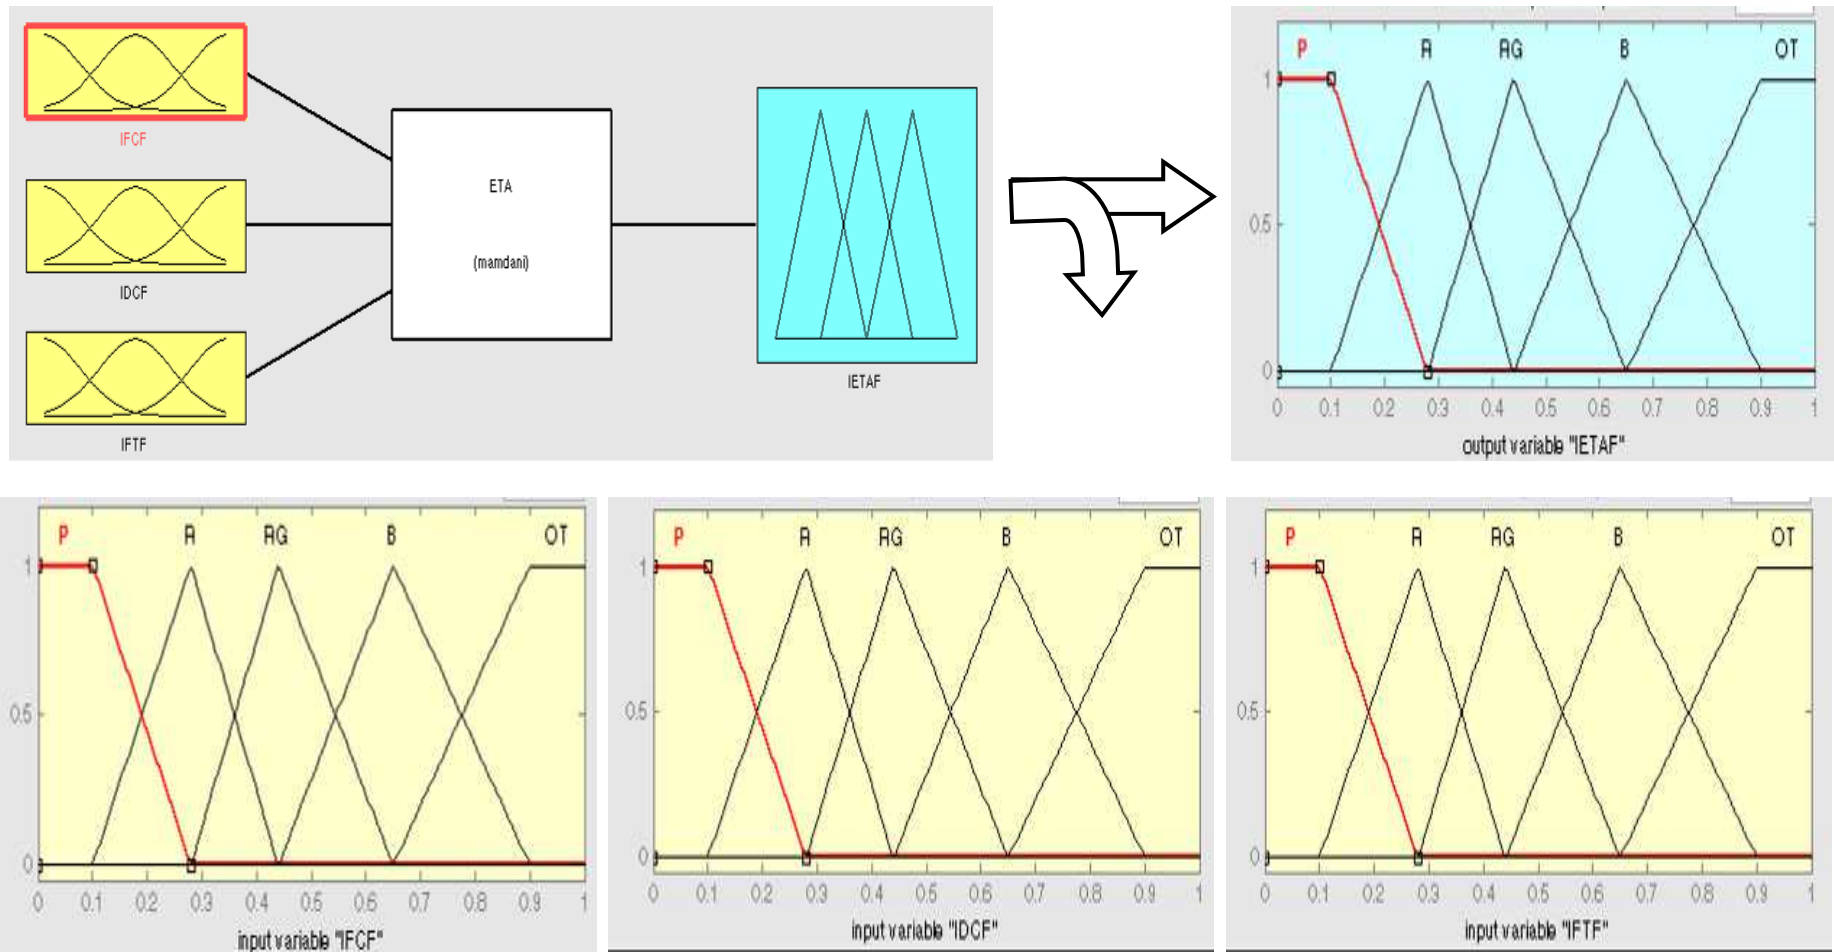 IFCF
IDCF
IFTF
ETA
(mamdani)
IETAF
P A AG B OT
1
0.5
0
0 0.1 0.2 0.3 0.4 0.5 0.6 0.7 0.8 0.9 1
output variable "IETAF"
P A AG B OT
1
0.5
0
0 0.1 0.2 0.3 0.4 0.5 0.6 0.7 0.8 0.9 1
input variable "IFCF"
P A AG B OT
1
0.5
0
0 0.1 0.2 0.3 0.4 0.5 0.6 0.7 0.8 0.9 1
input variable "IDCF"
P A AG B OT
1
0.5
0
0 0.1 0.2 0.3 0.4 0.5 0.6 0.7 0.8 0.9 1
input variable "IFTF"